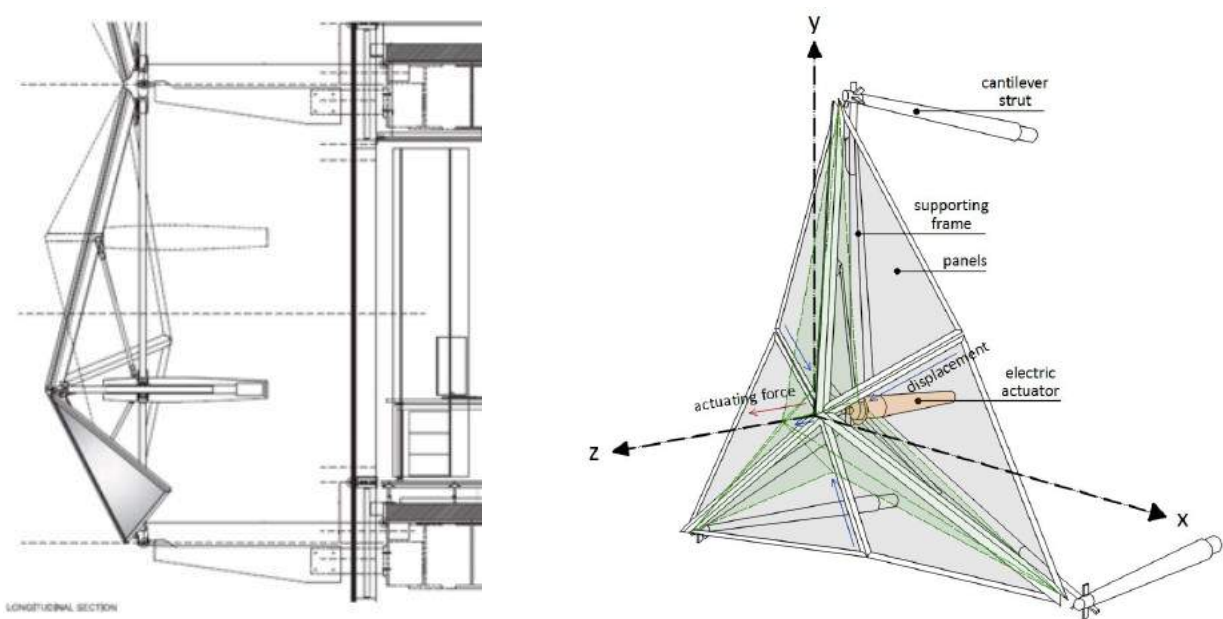 LONGITUDINAL SECTION
y
cantilever
strut
supporting
frame
panels
displacement
electric
actuator
actuating force
z
x